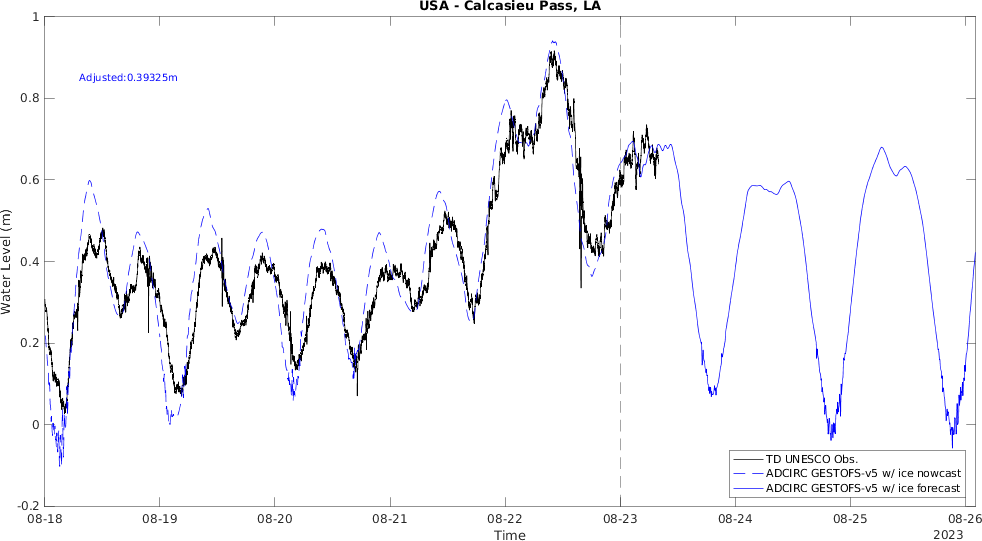 USA - Calcasieu Pass, LA
1
Adjusted:0.39325m
0.8
0.6
0.4
0.2
0
-0.2
Water Level (m)
TD UNESCO Obs.
ADCIRC GESTOFS-v5 w/ ice nowcast
ADCIRC GESTOFS-v5 w/ ice forecast
08-18 08-19 08-20 08-21 08-22 08-23 08-24 08-25 08-26
Time
2023